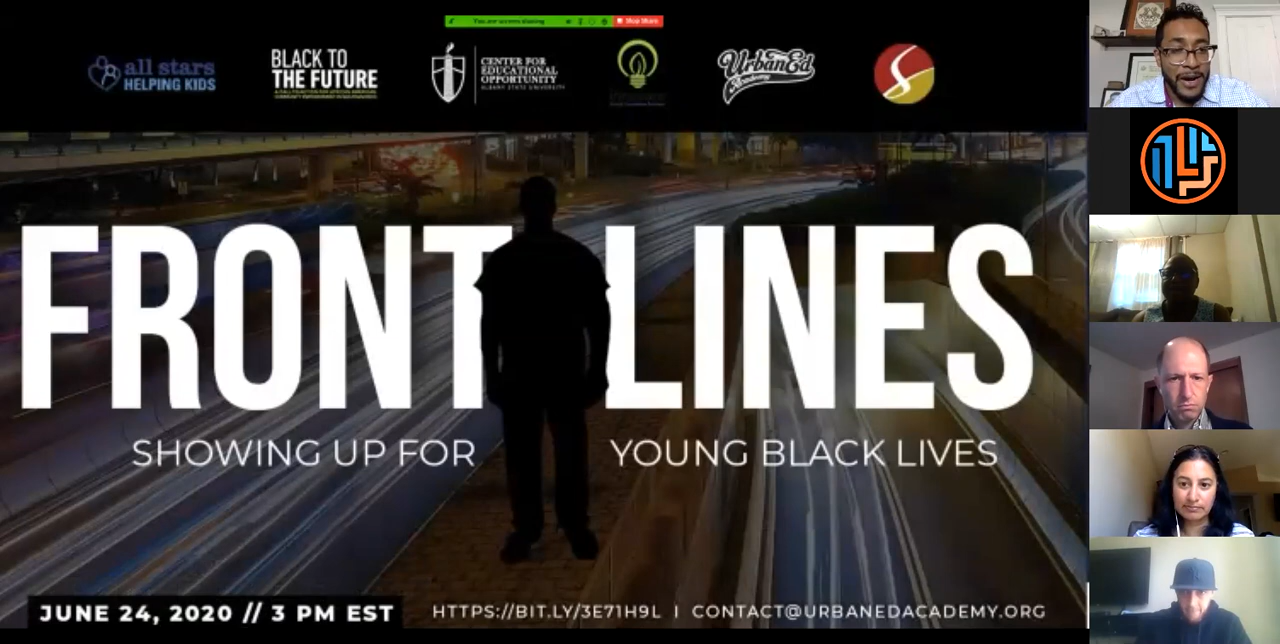 You are screen sharing
Stop Share
all stars
HELPING KIDS
BLACK TO
THE FUTURE
CENTER FOR
EDUCATIONAL
OPPORTUNITY
ALBANY STATE UNIVERSITY
UrbanEd
Academy
FRONT LINES
SHOWING UP FOR YOUNG BLACK LIVES
JUNE 24, 2020 // 3 PM EST
HTTPS://BIT.LY/3E71H9L | CONTACT@URBANEDACADEMY.ORG